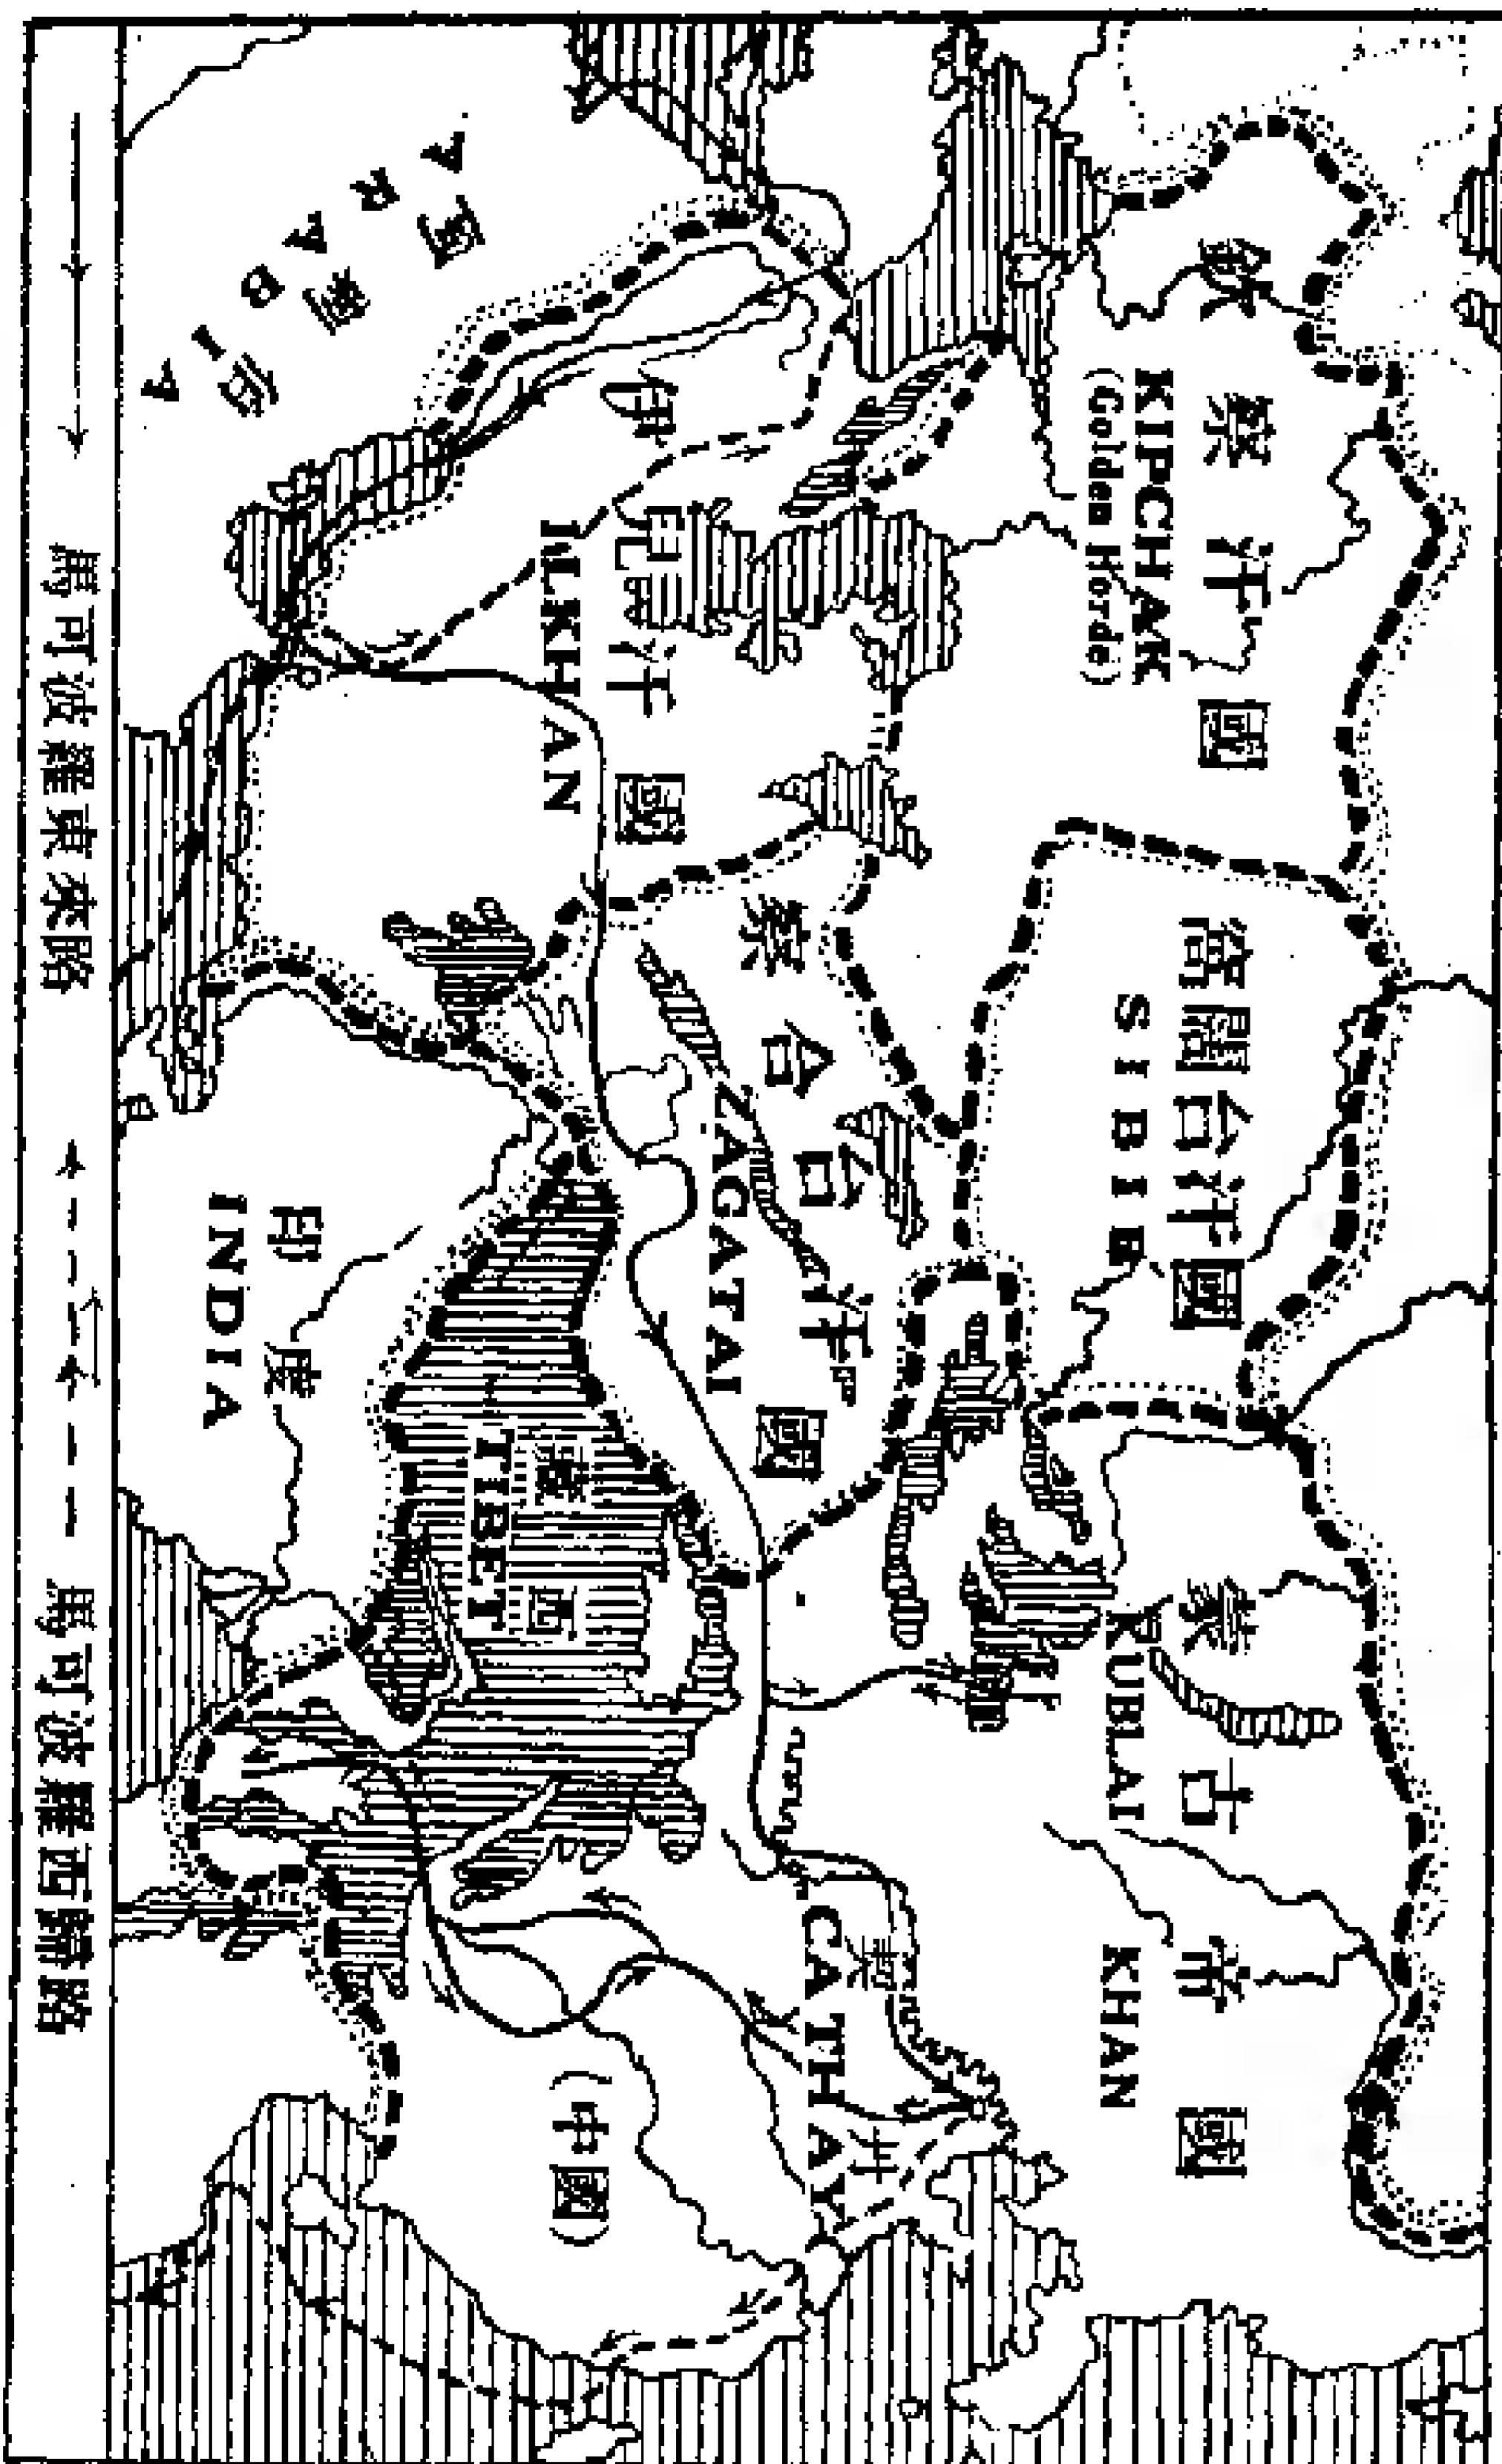 欽察汗國
KIPCHAK
(Golden Horde)
窩闊台汗國
SIBIR
蒙古帝國
KUBLAI KHAN
察合台汗國
ZAGATAI
伊兒汗國
ILKHAN
契丹
CATHAY
(中國)
西藏
TIBET
阿剌伯
ARABIA
印度
INDIA
馬可波羅東來路
馬可波羅西歸路